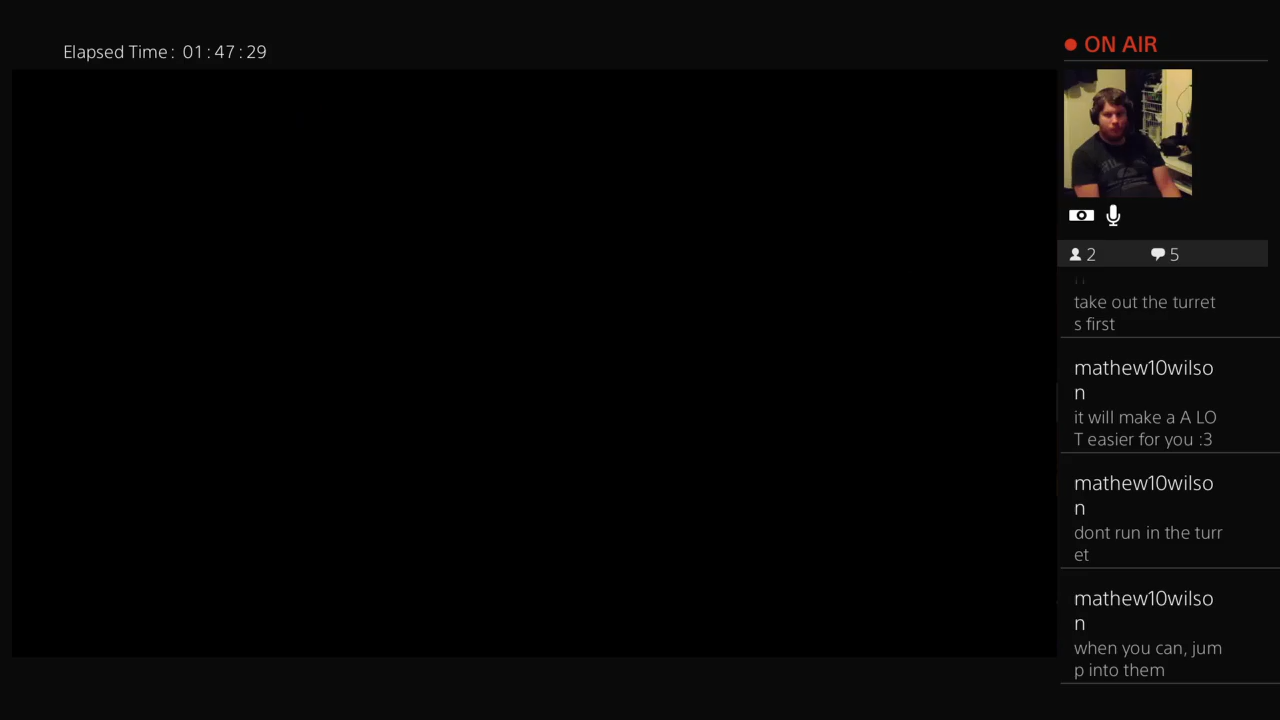 Elapsed Time: 01:47:29
ON AIR
2
5
take out the turret
s first
mathew10wilso
n
it will make a A LO
T easier for you :3
mathew10wilso
n
dont run in the turr
et
mathew10wilso
n
when you can, jum
p into them